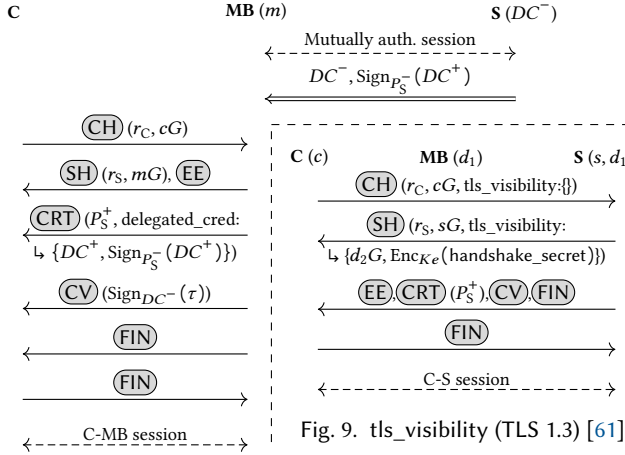 C MB (m) S (DC⁻)
Mutually auth. session
DC⁻, Sign_{P_S⁻}(DC⁺)
CH (r_C, cG)
SH (r_S, mG), EE
CRT (P_S⁺, delegated_cred:
↳ {DC⁺, Sign_{P_S⁻}(DC⁺)})
CV (Sign_{DC⁻}(τ))
FIN
FIN
C-MB session
C (c) MB (d₁) S (s, d₁
CH (r_C, cG, tls_visibility:{})
SH (r_S, sG, tls_visibility:
↳ {d₂G, Enc_{Ke}(handshake_secret)})
EE,CRT (P_S⁺),CV,FIN
FIN
C-S session
Fig. 9. tls_visibility (TLS 1.3) [61]